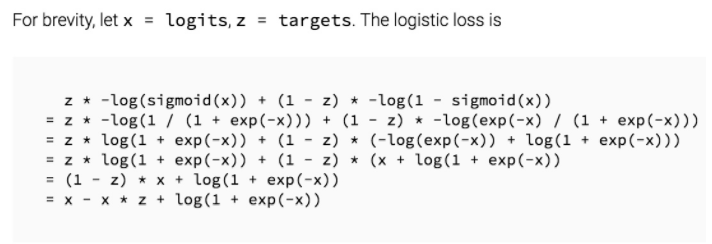 For brevity, let x = logits, z = targets. The logistic loss is
z * -log(sigmoid(x)) + (1 - z) * -log(1 - sigmoid(x))
= z * -log(1 / (1 + exp(-x))) + (1 - z) * -log(exp(-x) / (1 + exp(-x)))
= z * log(1 + exp(-x)) + (1 - z) * (-log(exp(-x)) + log(1 + exp(-x)))
= z * log(1 + exp(-x)) + (1 - z) * (x + log(1 + exp(-x))
= (1 - z) * x + log(1 + exp(-x))
= x - x * z + log(1 + exp(-x))